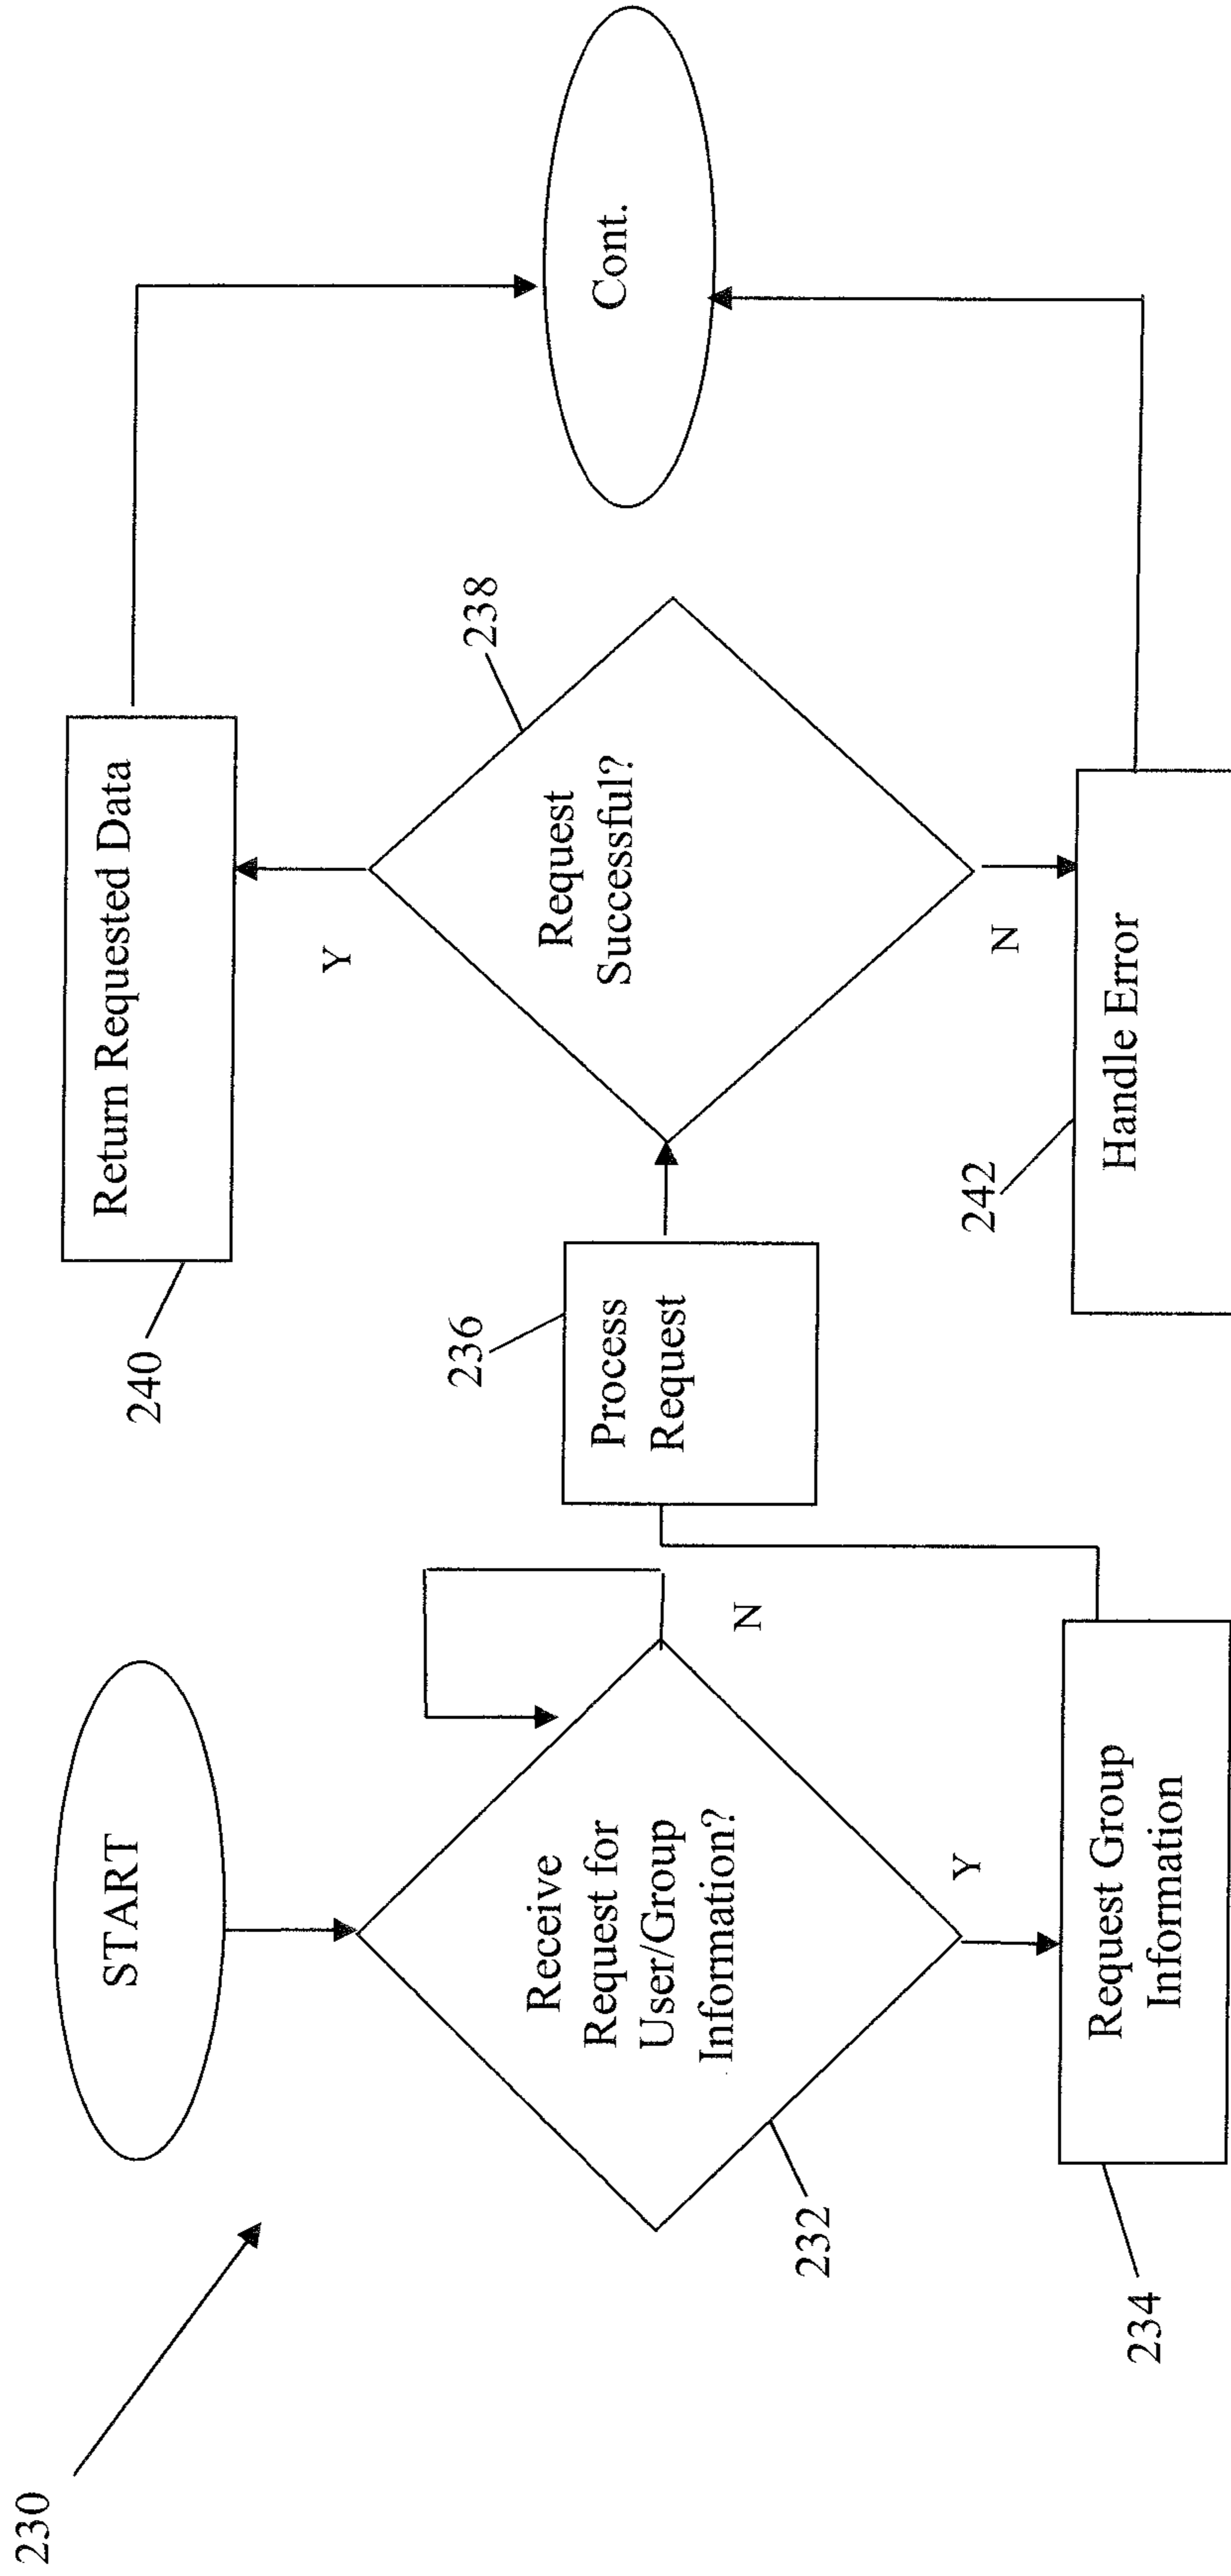 230
START
Receive
Request for
User/Group
Information?
232
N
Y
Request Group
Information
234
Process
Request
236
Request
Successful?
238
Y
Return Requested Data
240
N
Handle Error
242
Cont.